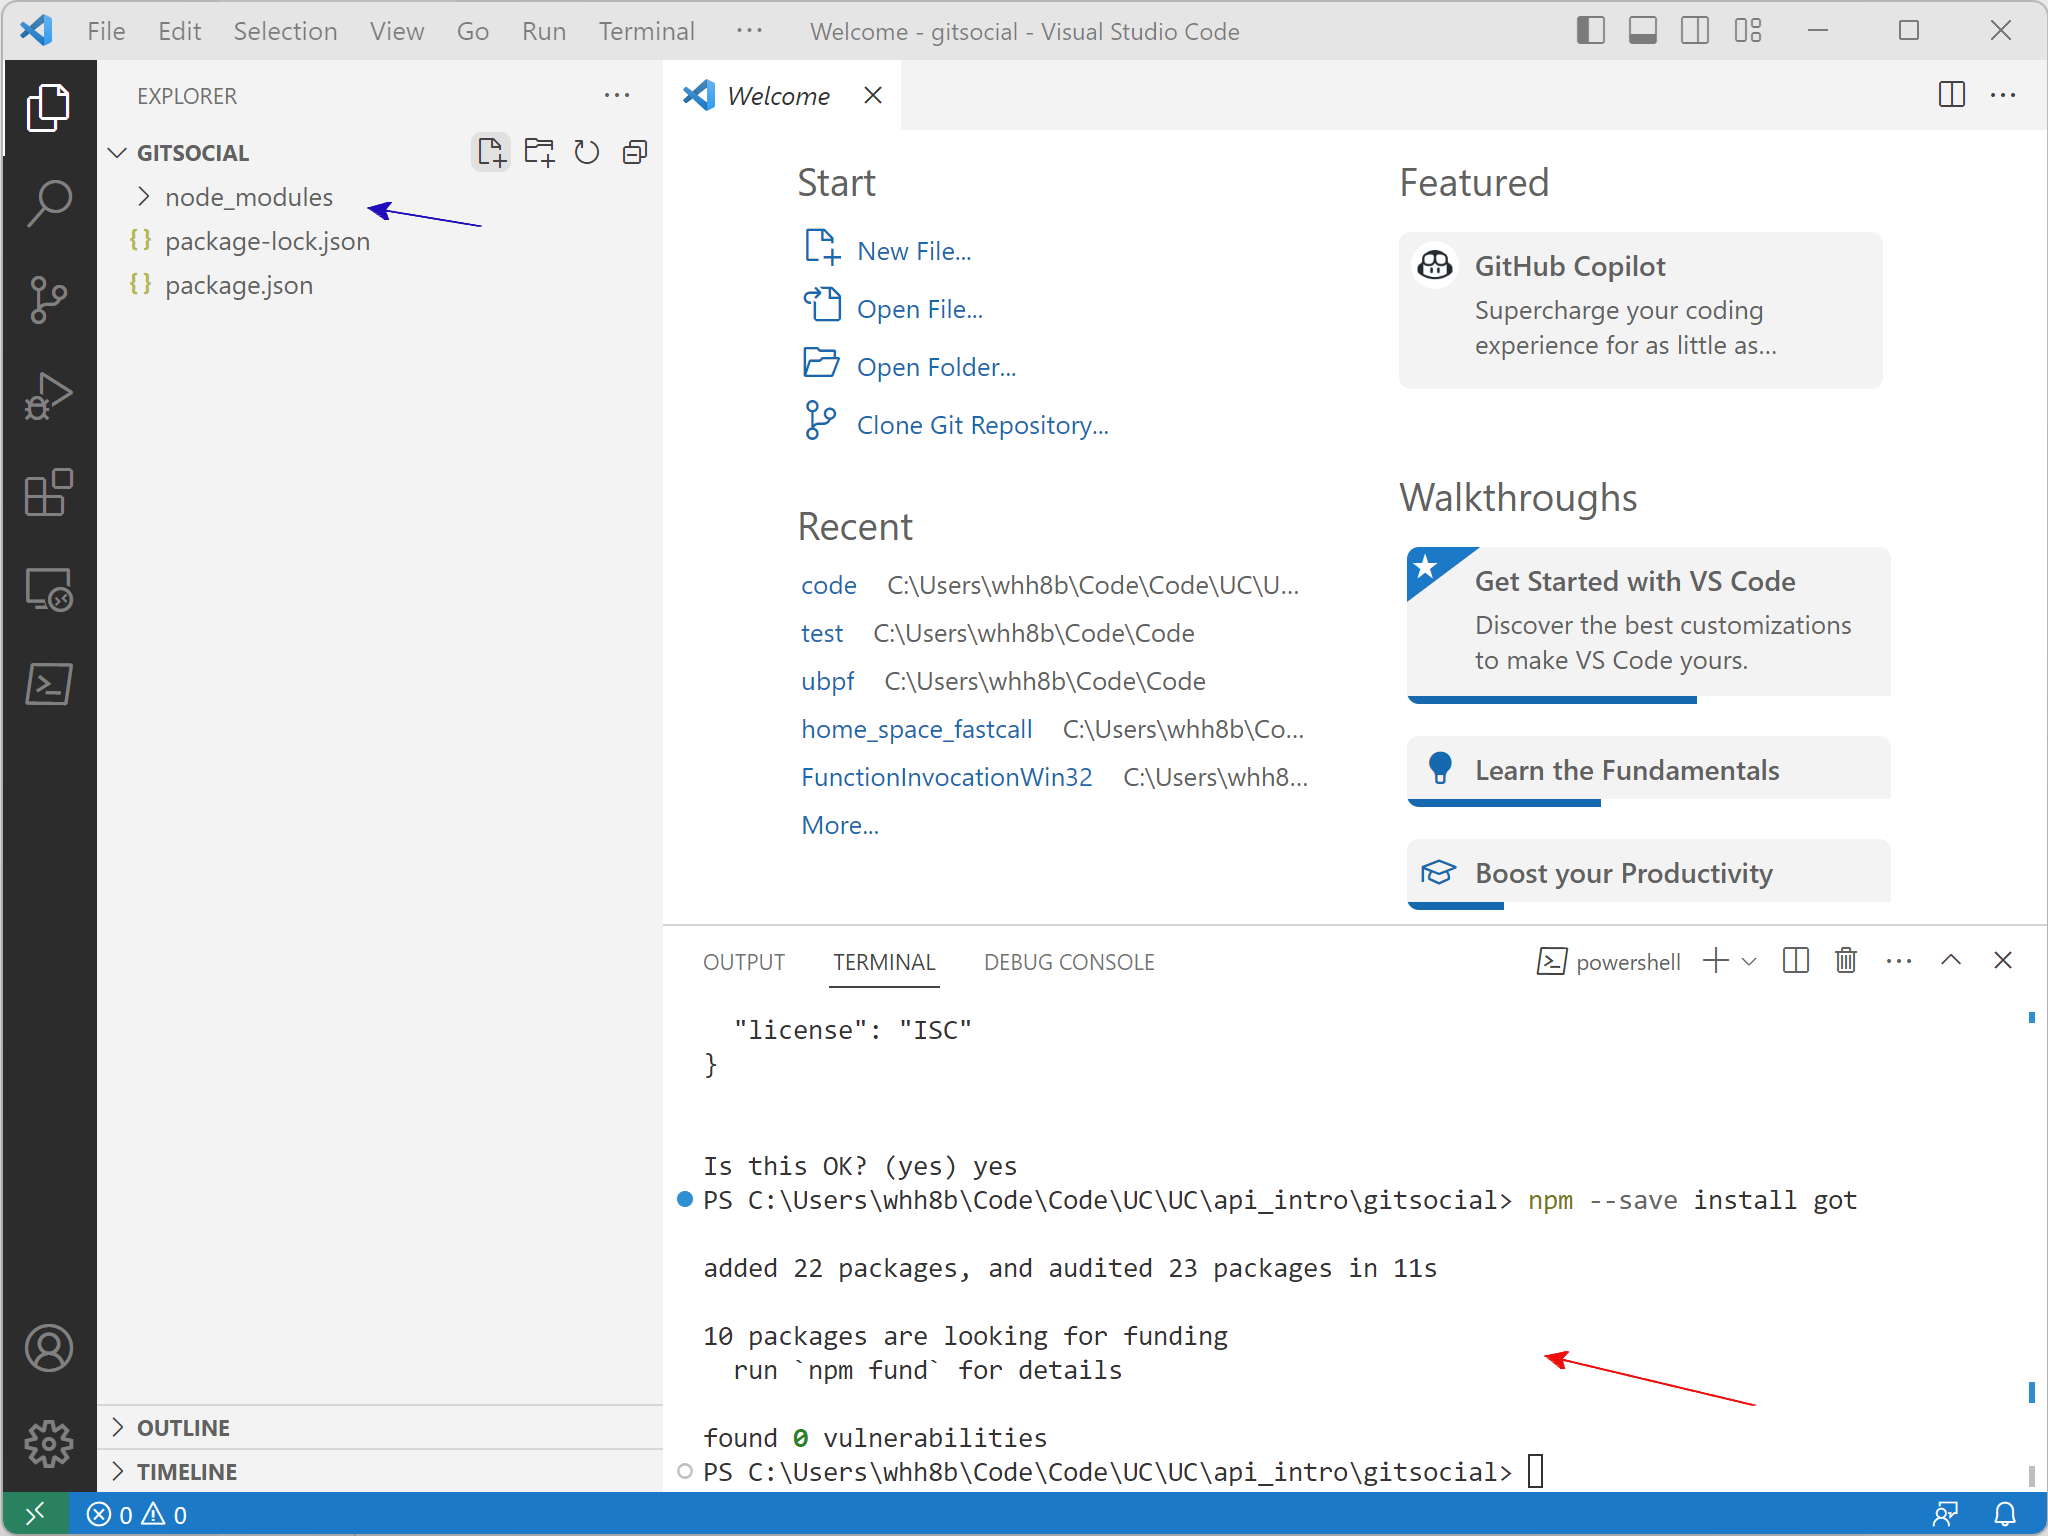 File Edit Selection View Go Run Terminal ··· Welcome - gitsocial - Visual Studio Code
EXPLORER
GITSOCIAL
node_modules
{} package-lock.json
{} package.json
OUTLINE
TIMELINE
Welcome
Start
New File...
Open File...
Open Folder...
Clone Git Repository...
Recent
code C:\Users\whh8b\Code\Code\UC\U...
test C:\Users\whh8b\Code\Code
ubpf C:\Users\whh8b\Code\Code
home_space_fastcall C:\Users\whh8b\Co...
FunctionInvocationWin32 C:\Users\whh8...
More...
Featured
GitHub Copilot
Supercharge your coding
experience for as little as...
Walkthroughs
Get Started with VS Code
Discover the best customizations
to make VS Code yours.
Learn the Fundamentals
Boost your Productivity
OUTPUT TERMINAL DEBUG CONSOLE powershell
"license": "ISC"
}
Is this OK? (yes) yes
PS C:\Users\whh8b\Code\Code\UC\UC\api_intro\gitsocial> npm --save install got
added 22 packages, and audited 23 packages in 11s
10 packages are looking for funding
run `npm fund` for details
found 0 vulnerabilities
PS C:\Users\whh8b\Code\Code\UC\UC\api_intro\gitsocial>
0 0